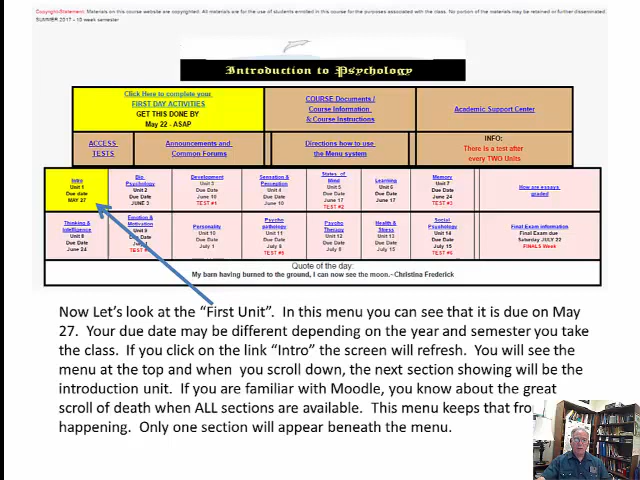 Copyright Statement: Materials on this course website are copyrighted. All materials are for the use of students enrolled in this course for the purposes associated with the class. No portion of the materials may be retained or further disseminated.
SUMMER 2017 - 10 week semester
Introduction to Psychology
Click Here to complete your
FIRST DAY ACTIVITIES
GET THIS DONE BY
May 22 - ASAP
COURSE Documents /
Course Information
& Course Instructions
Academic Support Center
ACCESS
TESTS
Announcements and
Common Forums
Directions how to use
the Menu system
INFO:
There is a test after
every TWO Units
Intro
Unit 1
Due date
MAY 27
Bio
Psychology
Unit 2
Due Date
JUNE 3
Development
Unit 3
Due Date
June 10
TEST #1
Sensation &
Perception
Unit 4
Due Date
June 10
States of
Mind
Unit 5
Due Date
June 17
TEST #2
Learning
Unit 6
Due Date
June 17
Memory
Unit 7
Due Date
June 24
TEST #3
How are essays
graded
Thinking &
Intelligence
Unit 8
Due Date
June 24
Emotion &
Motivation
Unit 9
Due Date
July 1
Personality
Unit 10
Due Date
July 1
Psycho
pathology
Unit 11
Due Date
July 8
TEST #5
Psycho
Therapy
Unit 12
Due Date
July 8
Health &
Stress
Unit 13
Due Date
July 15
Social
Psychology
Unit 14
Due Date
July 15
TEST #6
Final Exam information
Final Exam due
Saturday JULY 22
FINALS Week
Quote of the day:
My barn having burned to the ground, I can now see the moon.- Christina Frederick
Now Let's look at the "First Unit". In this menu you can see that it is due on May
27. Your due date may be different depending on the year and semester you take
the class. If you click on the link "Intro" the screen will refresh. You will see the
menu at the top and when you scroll down, the next section showing will be the
introduction unit. If you are familiar with Moodle, you know about the great
scroll of death when ALL sections are available. This menu keeps that fro
happening. Only one section will appear beneath the menu.